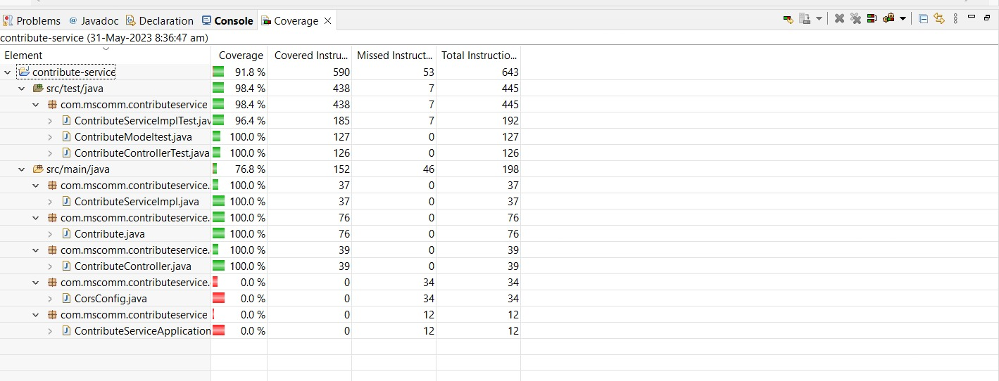 Problems @ Javadoc Declaration Console Coverage
contribute-service (31-May-2023 8:36:47 am)
Element Coverage Covered Instru... Missed Instruct... Total Instructio...
contribute-service 91.8 % 590 53 643
src/test/java 98.4 % 438 7 445
com.mscomm.contributeservice 98.4 % 438 7 445
ContributeServiceImplTest.jav 96.4 % 185 7 192
ContributeModeltest.java 100.0 % 127 0 127
ContributeControllerTest.java 100.0 % 126 0 126
src/main/java 76.8 % 152 46 198
com.mscomm.contributeservice. 100.0 % 37 0 37
ContributeServiceImpl.java 100.0 % 37 0 37
com.mscomm.contributeservice. 100.0 % 76 0 76
Contribute.java 100.0 % 76 0 76
com.mscomm.contributeservice. 100.0 % 39 0 39
ContributeController.java 100.0 % 39 0 39
com.mscomm.contributeservice. 0.0 % 0 34 34
CorsConfig.java 0.0 % 0 34 34
com.mscomm.contributeservice 0.0 % 0 12 12
ContributeServiceApplication 0.0 % 0 12 12